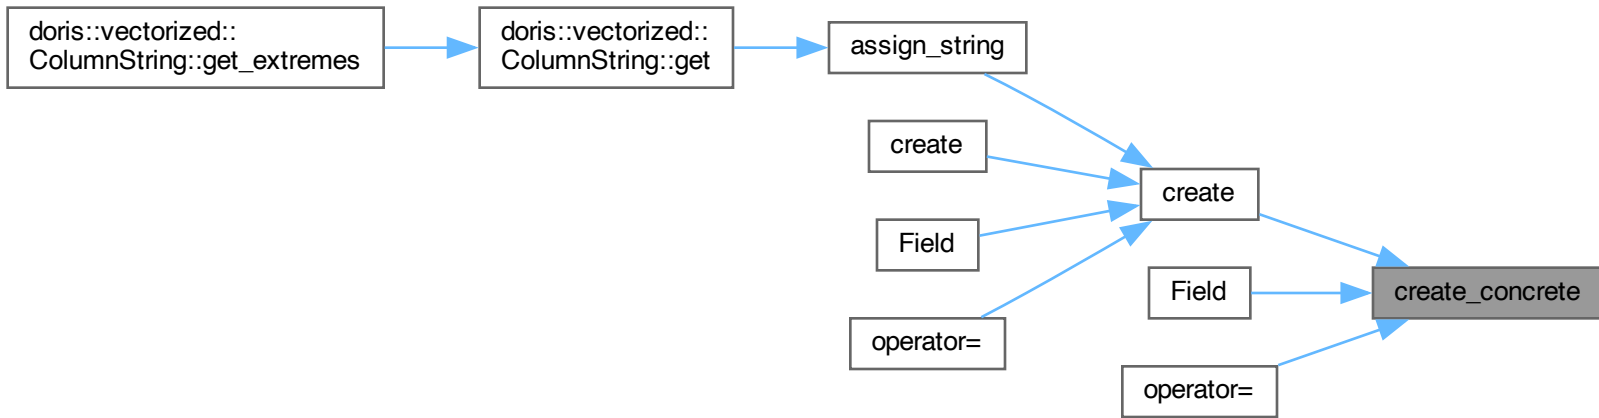 doris::vectorized::
ColumnString::get_extremes
doris::vectorized::
ColumnString::get
assign_string
create
Field
operator=
create
Field
operator=
create_concrete